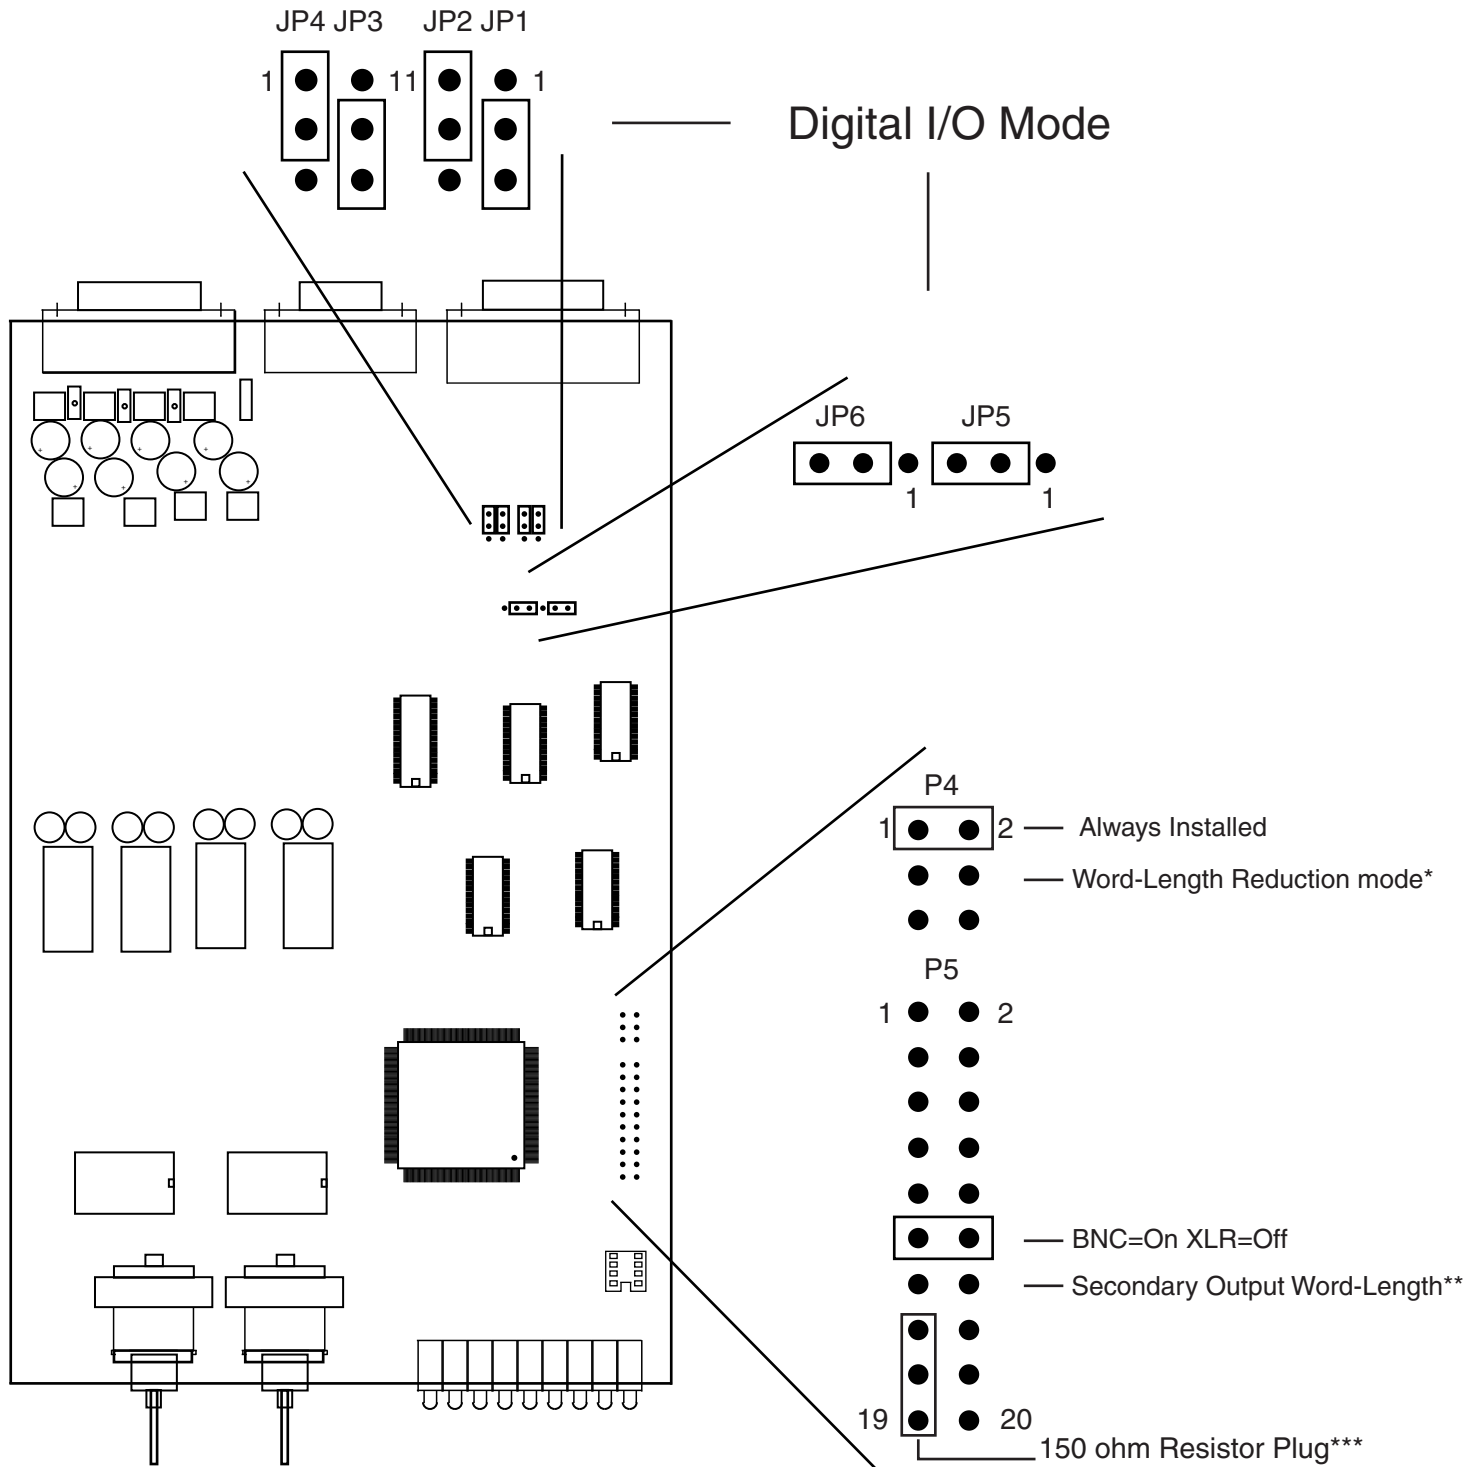 JP4 JP3 JP2 JP1
1 11 1
Digital I/O Mode
JP6 JP5
1 1
P4
1 2 Always Installed
Word-Length Reduction mode*
P5
1 2
BNC=On XLR=Off
Secondary Output Word-Length**
19 20
150 ohm Resistor Plug***